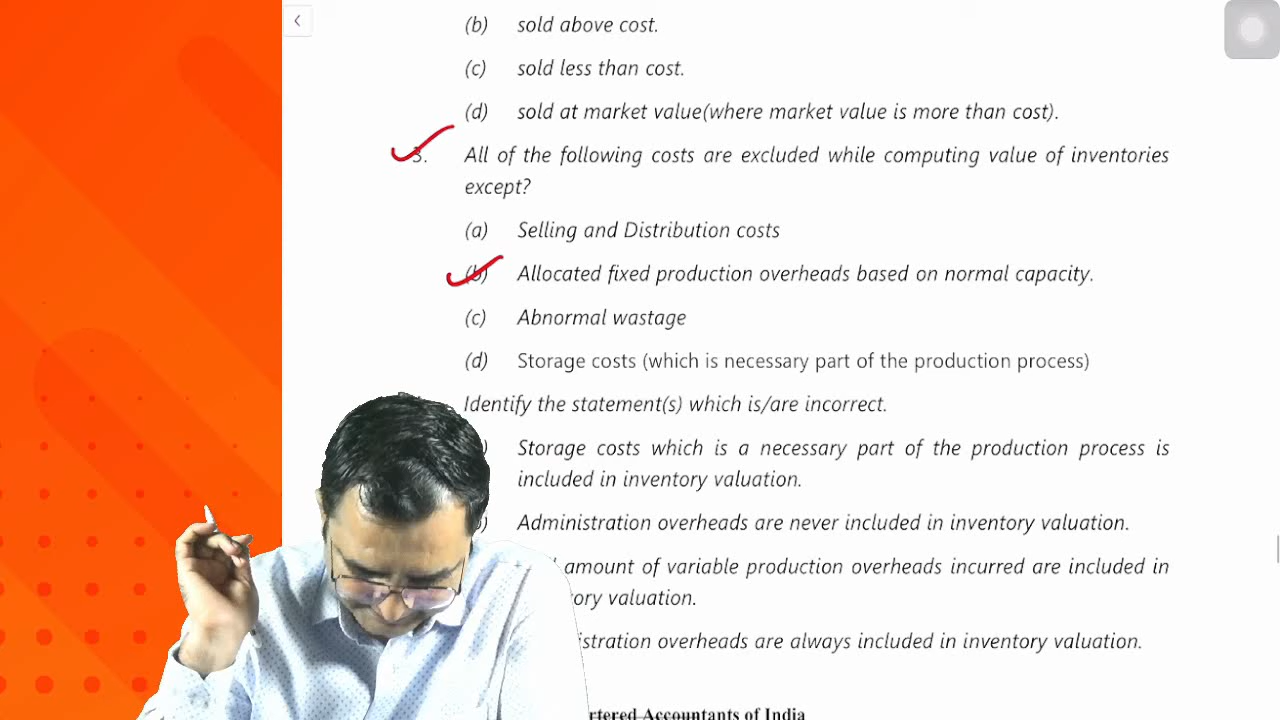 (b) sold above cost.
(c) sold less than cost.
(d) sold at market value(where market value is more than cost).
3. All of the following costs are excluded while computing value of inventories
except?
(a) Selling and Distribution costs
(b) Allocated fixed production overheads based on normal capacity.
(c) Abnormal wastage
(d) Storage costs (which is necessary part of the production process)
Identify the statement(s) which is/are incorrect.
Storage costs which is a necessary part of the production process is
included in inventory valuation.
Administration overheads are never included in inventory valuation.
amount of variable production overheads incurred are included in
valuation.
overheads are always included in inventory valuation.
Accountants of India